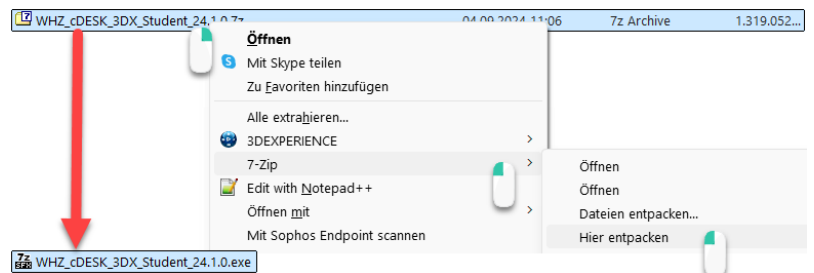 WHZ_cDESK_3DX_Student_24.1.0.7z 04.09.2024 11:06 7z Archive 1.319.052...
Öffnen
Mit Skype teilen
Zu Favoriten hinzufügen
Alle extrahieren...
3DEXPERIENCE
7-Zip
Öffnen
Edit with Notepad++
Öffnen
Öffnen mit
Dateien entpacken...
Mit Sophos Endpoint scannen
Hier entpacken
7z SFX WHZ_cDESK_3DX_Student_24.1.0.exe